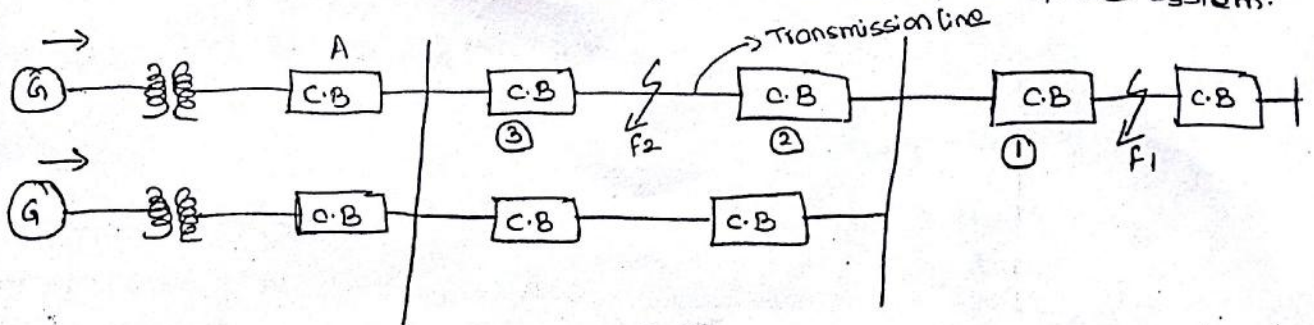 Transmission line
A
G C.B C.B C.B C.B C.B
③ F2 ② ① F1
G C.B C.B C.B